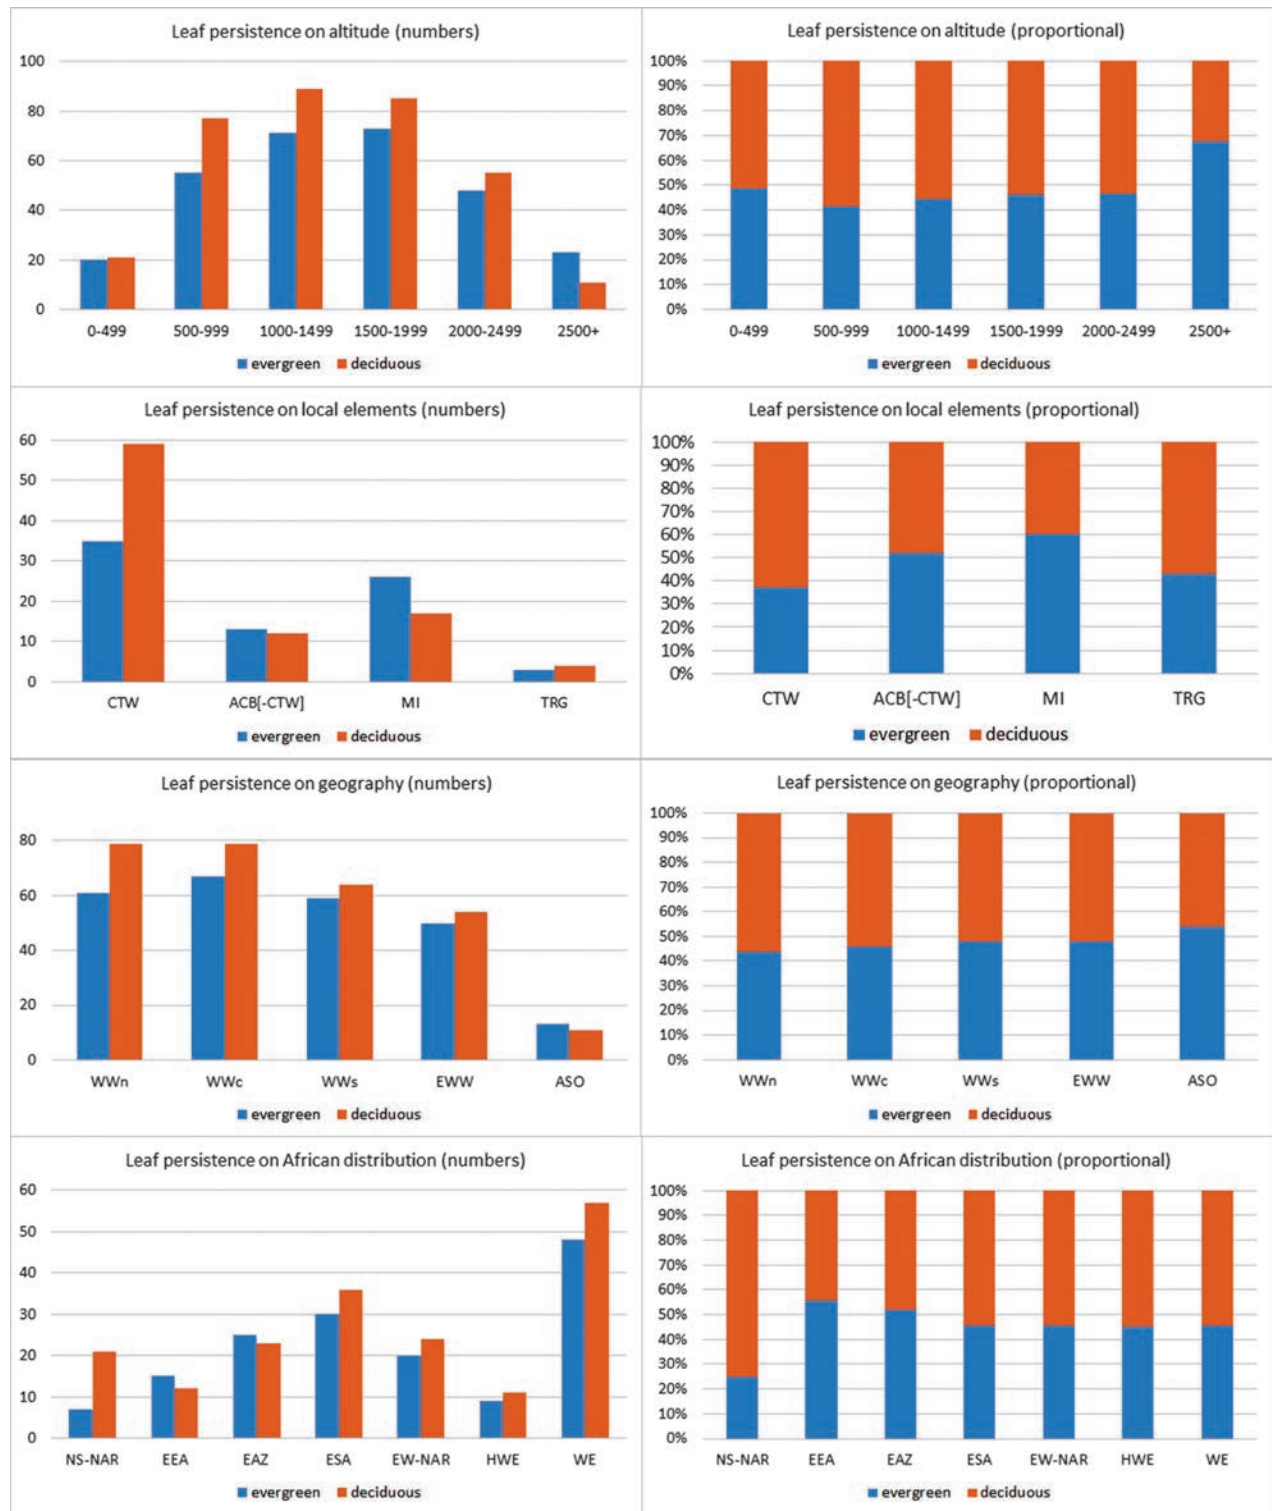 Leaf persistence on altitude (numbers)
100
80
60
40
20
0
0-499 500-999 1000-1499 1500-1999 2000-2499 2500+
evergreen deciduous
Leaf persistence on altitude (proportional)
100%
90%
80%
70%
60%
50%
40%
30%
20%
10%
0%
0-499 500-999 1000-1499 1500-1999 2000-2499 2500+
evergreen deciduous
Leaf persistence on local elements (numbers)
60
50
40
30
20
10
0
CTW ACB[-CTW] MI TRG
evergreen deciduous
Leaf persistence on local elements (proportional)
100%
90%
80%
70%
60%
50%
40%
30%
20%
10%
0%
CTW ACB[-CTW] MI TRG
evergreen deciduous
Leaf persistence on geography (numbers)
80
60
40
20
0
WWn WWc WWs EWW ASO
evergreen deciduous
Leaf persistence on geography (proportional)
100%
90%
80%
70%
60%
50%
40%
30%
20%
10%
0%
WWn WWc WWs EWW ASO
evergreen deciduous
Leaf persistence on African distribution (numbers)
60
50
40
30
20
10
0
NS-NAR EEA EAZ ESA EW-NAR HWE WE
evergreen deciduous
Leaf persistence on African distribution (proportional)
100%
90%
80%
70%
60%
50%
40%
30%
20%
10%
0%
NS-NAR EEA EAZ ESA EW-NAR HWE WE
evergreen deciduous